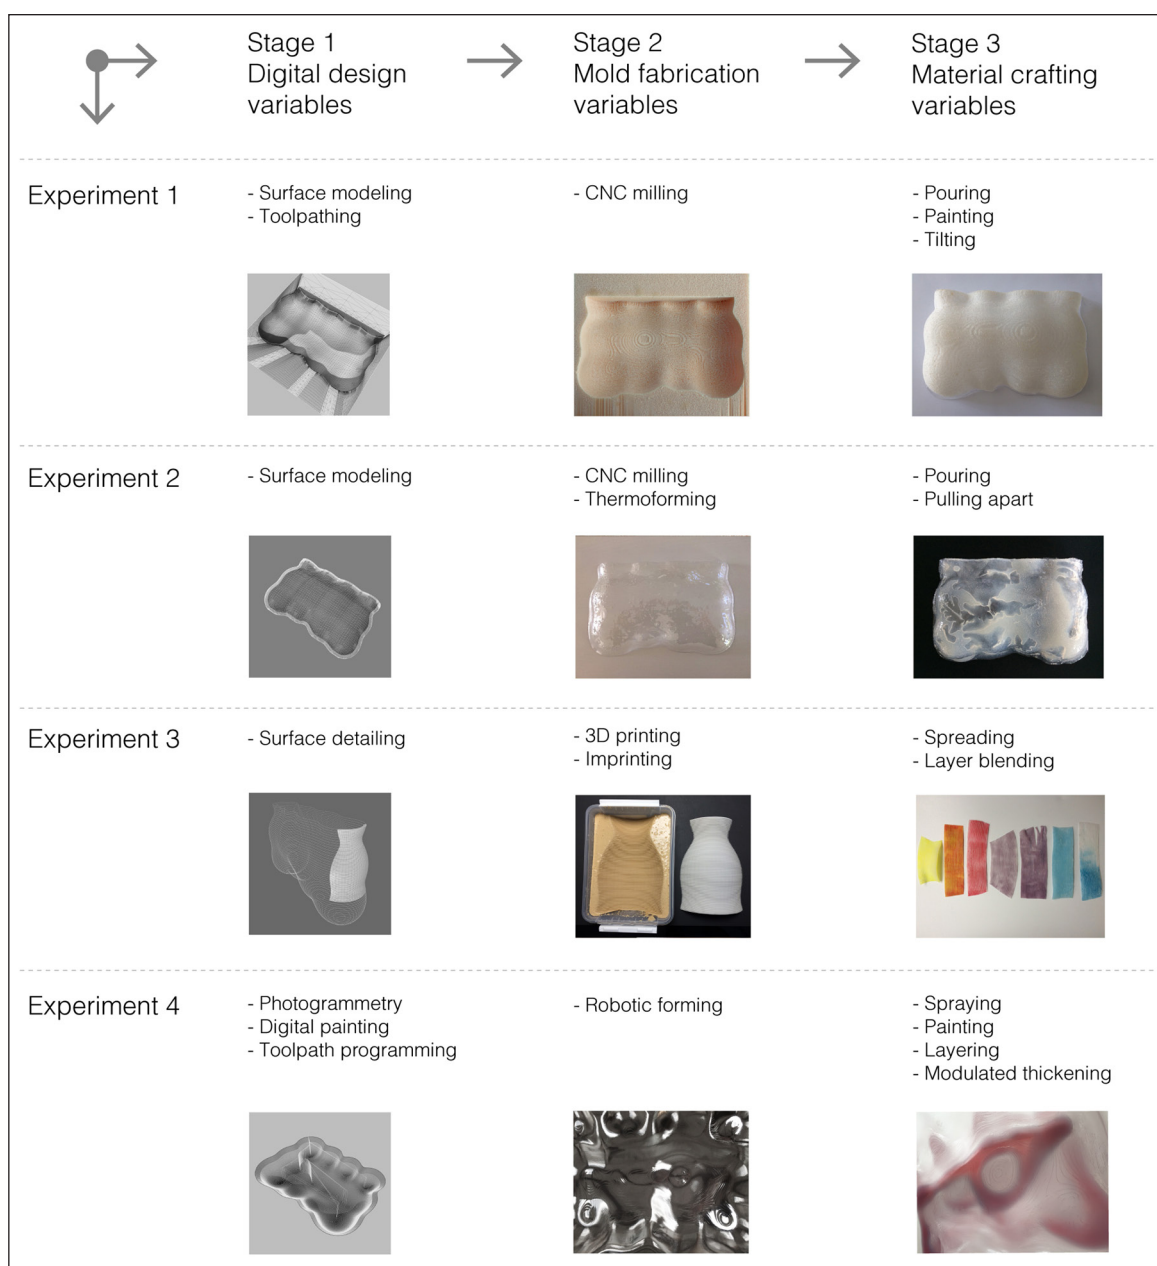 Stage 1
Digital design
variables
Stage 2
Mold fabrication
variables
Stage 3
Material crafting
variables
Experiment 1
- Surface modeling
- Toolpathing
- CNC milling
- Pouring
- Painting
- Tilting
Experiment 2
- Surface modeling
- CNC milling
- Thermoforming
- Pouring
- Pulling apart
Experiment 3
- Surface detailing
- 3D printing
- Imprinting
- Spreading
- Layer blending
Experiment 4
- Photogrammetry
- Digital painting
- Toolpath programming
- Robotic forming
- Spraying
- Painting
- Layering
- Modulated thickening